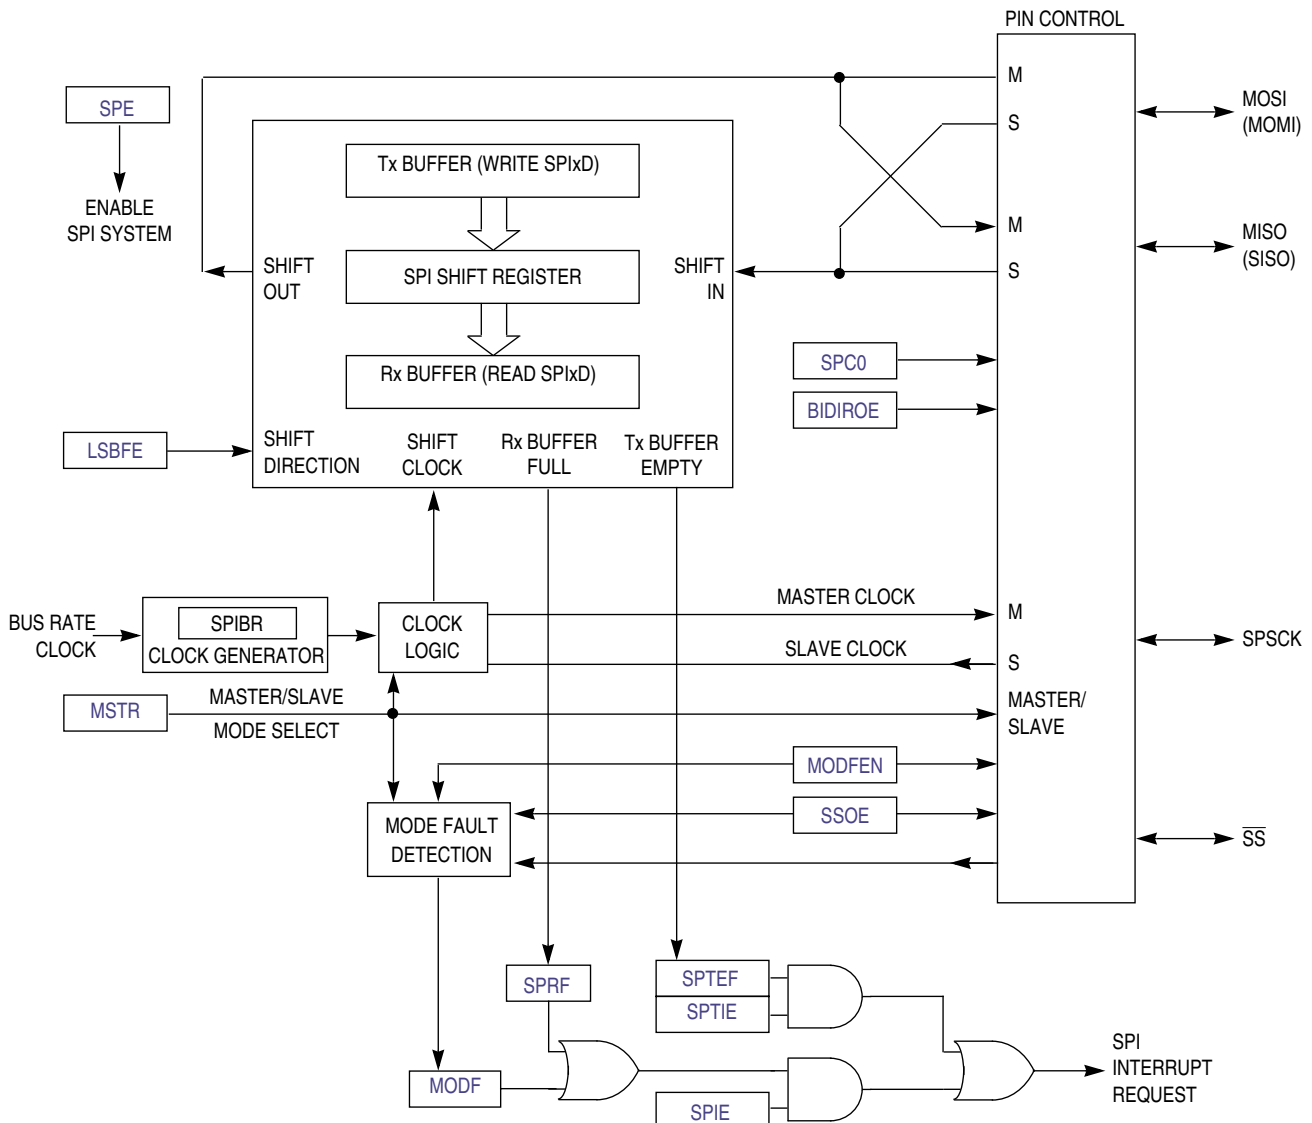 PIN CONTROL
M
SPE
MOSI
(MOMI)
S
Tx BUFFER (WRITE SPIxD)
ENABLE
SPI SYSTEM
M
MISO
(SISO)
SHIFT
OUT
SPI SHIFT REGISTER
SHIFT
IN
S
SPC0
Rx BUFFER (READ SPIxD)
BIDIROE
LSBFE
SHIFT
DIRECTION
SHIFT
CLOCK
Rx BUFFER
FULL
Tx BUFFER
EMPTY
MASTER CLOCK
M
BUS RATE
CLOCK
SPIBR
CLOCK GENERATOR
CLOCK
LOGIC
SPSCK
SLAVE CLOCK
S
MSTR
MASTER/SLAVE
MODE SELECT
MASTER/
SLAVE
MODFEN
SSOE
MODE FAULT
DETECTION
SS
SPRF
SPTEF
SPTIE
SPI
INTERRUPT
REQUEST
MODF
SPIE